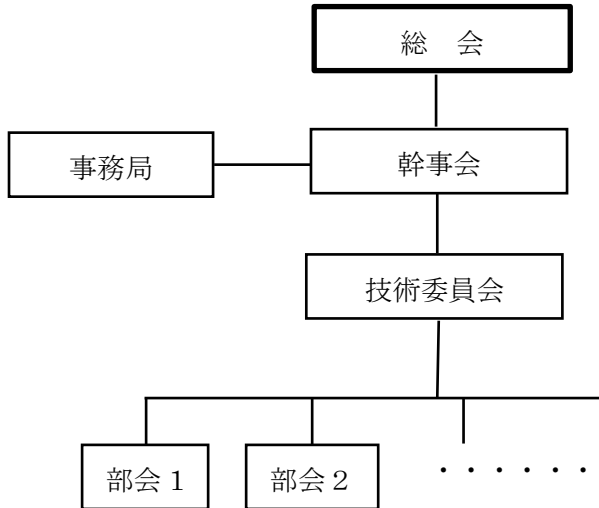 総　会
事務局
幹事会
技術委員会
部会１
部会２
・・・・・・